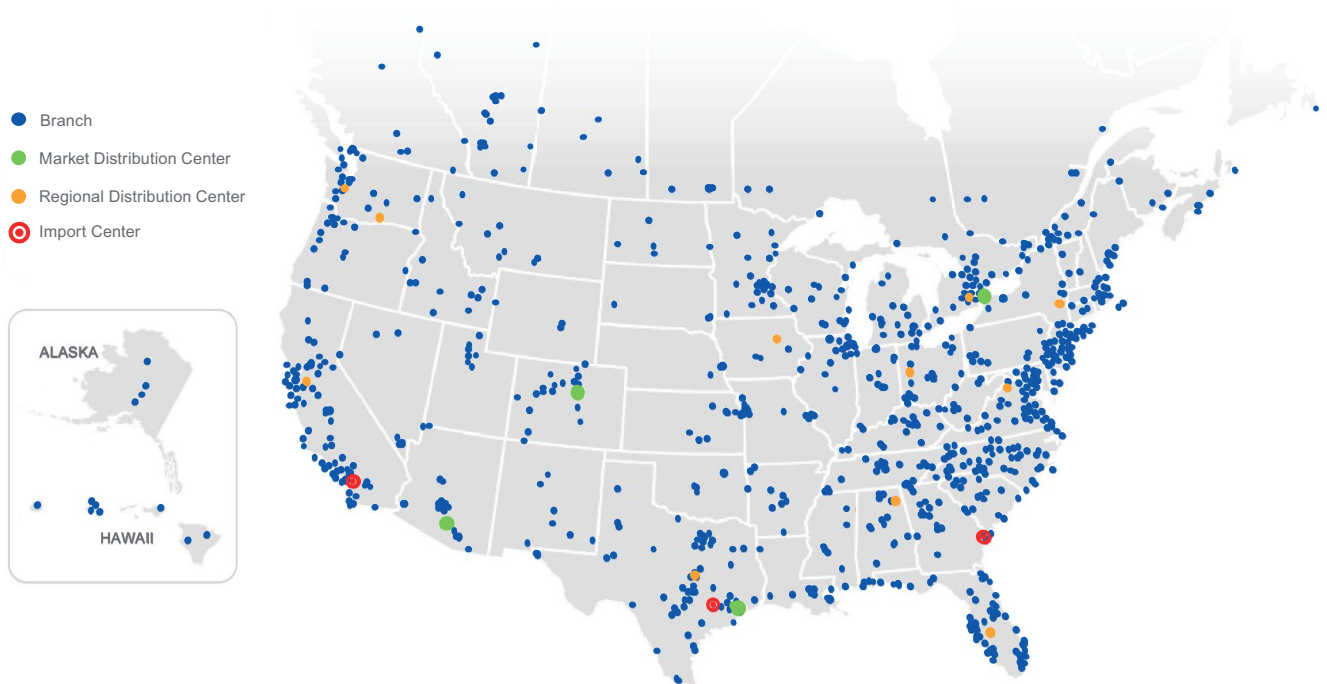 Branch
Market Distribution Center
Regional Distribution Center
Import Center
ALASKA
HAWAII